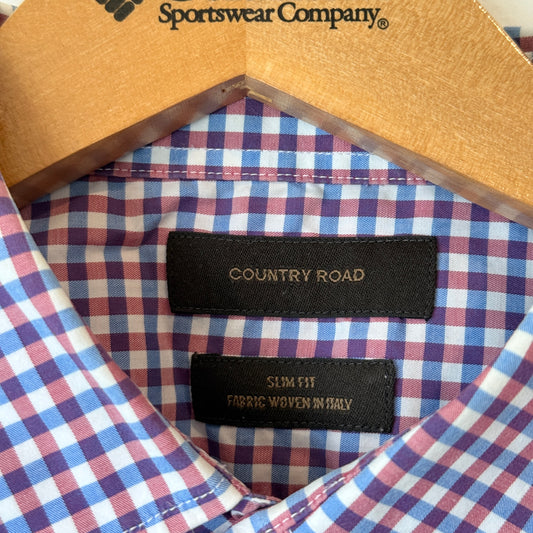 Sportswear Company®
COUNTRY ROAD
SLIM FIT
FABRIC WOVEN IN ITALY